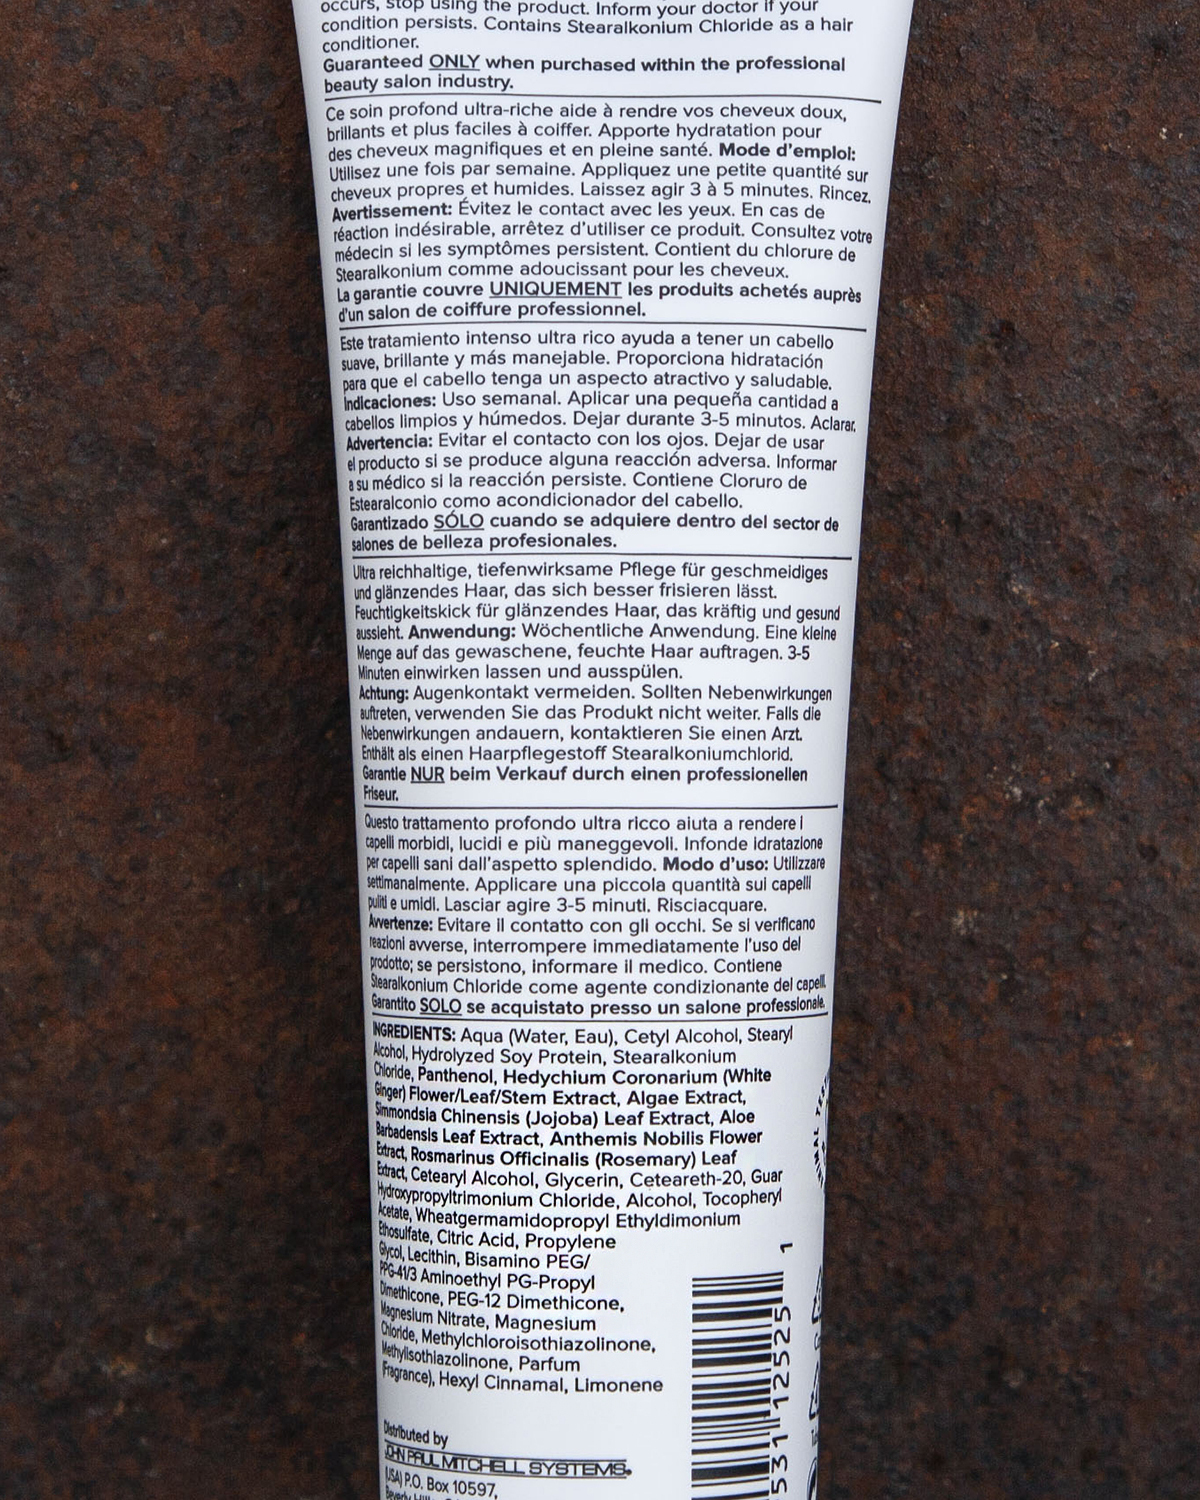 occurs, stop using the product. Inform your doctor if your
condition persists. Contains Stearalkonium Chloride as a hair
conditioner.
Guaranteed ONLY when purchased within the professional
beauty salon industry.
Ce soin profond ultra-riche aide à rendre vos cheveux doux,
brillants et plus faciles à coiffer. Apporte hydratation pour
des cheveux magnifiques et en pleine santé. Mode d'emploi:
Utilisez une fois par semaine. Appliquez une petite quantité sur
cheveux propres et humides. Laissez agir 3 à 5 minutes. Rincez.
Avertissement: Évitez le contact avec les yeux. En cas de
réaction indésirable, arrêtez d'utiliser ce produit. Consultez votre
médecin si les symptômes persistent. Contient du chlorure de
Stearalkonium comme adoucissant pour les cheveux.
La garantie couvre UNIQUEMENT les produits achetés auprès
d'un salon de coiffure professionnel.
Este tratamiento intenso ultra rico ayuda a tener un cabello
suave, brillante y más manejable. Proporciona hidratación
para que el cabello tenga un aspecto atractivo y saludable.
Indicaciones: Uso semanal. Aplicar una pequeña cantidad a
cabellos limpios y húmedos. Dejar durante 3-5 minutos. Aclarar.
Advertencia: Evitar el contacto con los ojos. Dejar de usar
el producto si se produce alguna reacción adversa. Informar
a su médico si la reacción persiste. Contiene Cloruro de
Estearalconio como acondicionador del cabello.
Garantizado SÓLO cuando se adquiere dentro del sector de
salones de belleza profesionales.
Ultra reichhaltige, tiefenwirksame Pflege für geschmeidiges
und glänzendes Haar, das sich besser frisieren lässt.
Feuchtigkeitskick für glänzendes Haar, das kräftig und gesund
aussieht. Anwendung: Wöchentliche Anwendung. Eine kleine
Menge auf das gewaschene, feuchte Haar auftragen. 3-5
Minuten einwirken lassen und ausspülen.
Achtung: Augenkontakt vermeiden. Sollten Nebenwirkungen
auftreten, verwenden Sie das Produkt nicht weiter. Falls die
Nebenwirkungen andauern, kontaktieren Sie einen Arzt.
Enthält als einen Haarpflegestoff Stearalkoniumchlorid.
Garantie NUR beim Verkauf durch einen professionellen
Friseur.
Questo trattamento profondo ultra ricco aiuta a rendere i
capelli morbidi, lucidi e più maneggevoli. Infonde idratazione
per capelli sani dall'aspetto splendido. Modo d'uso: Utilizzare
settimanalmente. Applicare una piccola quantità sui capelli
puliti e umidi. Lasciar agire 3-5 minuti. Risciacquare.
Avvertenze: Evitare il contatto con gli occhi. Se si verificano
reazioni avverse, interrompere immediatamente l'uso del
prodotto; se persistono, informare il medico. Contiene
Stearalkonium Chloride come agente condizionante dei capelli.
Garantito SOLO se acquistato presso un salone professionale.
INGREDIENTS: Aqua (Water, Eau), Cetyl Alcohol, Stearyl
Alcohol, Hydrolyzed Soy Protein, Stearalkonium
Chloride, Panthenol, Hedychium Coronarium (White
Ginger) Flower/Leaf/Stem Extract, Algae Extract,
Simmondsia Chinensis (Jojoba) Leaf Extract, Aloe
Barbadensis Leaf Extract, Anthemis Nobilis Flower
Extract, Rosmarinus Officinalis (Rosemary) Leaf
Extract, Cetearyl Alcohol, Glycerin, Ceteareth-20, Guar
Hydroxypropyltrimonium Chloride, Alcohol, Tocopheryl
Acetate, Wheatgermamidopropyl Ethyldimonium
Ethosulfate, Citric Acid, Propylene
Glycol, Lecithin, Bisamino PEG/
PPG-41/3 Aminoethyl PG-Propyl
Dimethicone, PEG-12 Dimethicone,
Magnesium Nitrate, Magnesium
Chloride, Methylchloroisothiazolinone,
Methylisothiazolinone, Parfum
(Fragrance), Hexyl Cinnamal, Limonene
Distributed by
JOHN PAUL MITCHELL SYSTEMS.
(USA) P.O. Box 10597,
531 12525 1